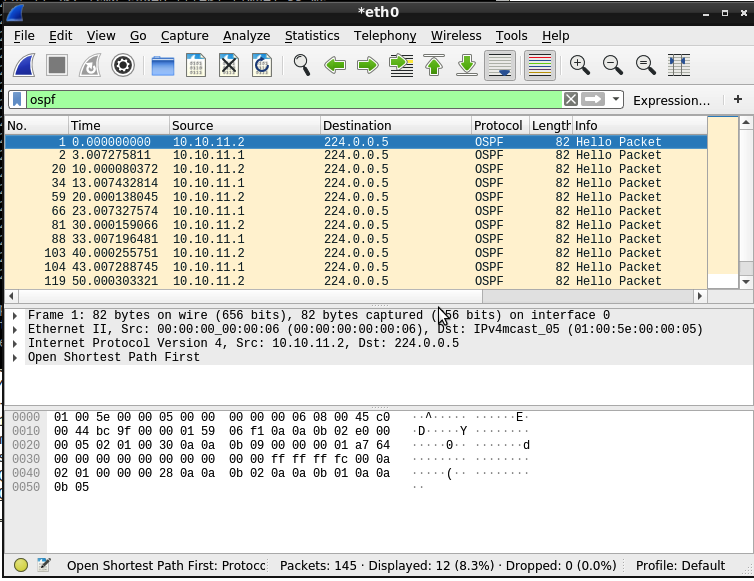 *eth0
File Edit View Go Capture Analyze Statistics Telephony Wireless Tools Help
ospf Expression... +
No. Time Source Destination Protocol Length Info
1 0.000000000 10.10.11.2 224.0.0.5 OSPF 82 Hello Packet
2 3.007275811 10.10.11.1 224.0.0.5 OSPF 82 Hello Packet
20 10.000080372 10.10.11.2 224.0.0.5 OSPF 82 Hello Packet
34 13.007432814 10.10.11.1 224.0.0.5 OSPF 82 Hello Packet
59 20.000138045 10.10.11.2 224.0.0.5 OSPF 82 Hello Packet
66 23.007327574 10.10.11.1 224.0.0.5 OSPF 82 Hello Packet
81 30.000159066 10.10.11.2 224.0.0.5 OSPF 82 Hello Packet
88 33.007196481 10.10.11.1 224.0.0.5 OSPF 82 Hello Packet
103 40.000255751 10.10.11.2 224.0.0.5 OSPF 82 Hello Packet
104 43.007288745 10.10.11.1 224.0.0.5 OSPF 82 Hello Packet
119 50.000303321 10.10.11.2 224.0.0.5 OSPF 82 Hello Packet
Frame 1: 82 bytes on wire (656 bits), 82 bytes captured (656 bits) on interface 0
Ethernet II, Src: 00:00:00_00:00:06 (00:00:00:00:00:06), Dst: IPv4mcast_05 (01:00:5e:00:00:05)
Internet Protocol Version 4, Src: 10.10.11.2, Dst: 224.0.0.5
Open Shortest Path First
0000 01 00 5e 00 00 05 00 00 00 00 00 06 08 00 45 c0 ··^····· ······E·
0010 00 44 bc 9f 00 00 01 59 06 f1 0a 0a 0b 02 e0 00 ·D·····Y ········
0020 00 05 02 01 00 30 0a 0a 0b 09 00 00 00 01 a7 64 ·····0·· ·······d
0030 00 00 00 00 00 00 00 00 00 00 ff ff ff fc 00 0a ········ ········
0040 02 01 00 00 00 28 0a 0a 0b 02 0a 0a 0b 01 0a 0a ·····(·· ········
0050 0b 05 ··
Open Shortest Path First: Protocc Packets: 145 · Displayed: 12 (8.3%) · Dropped: 0 (0.0%) Profile: Default